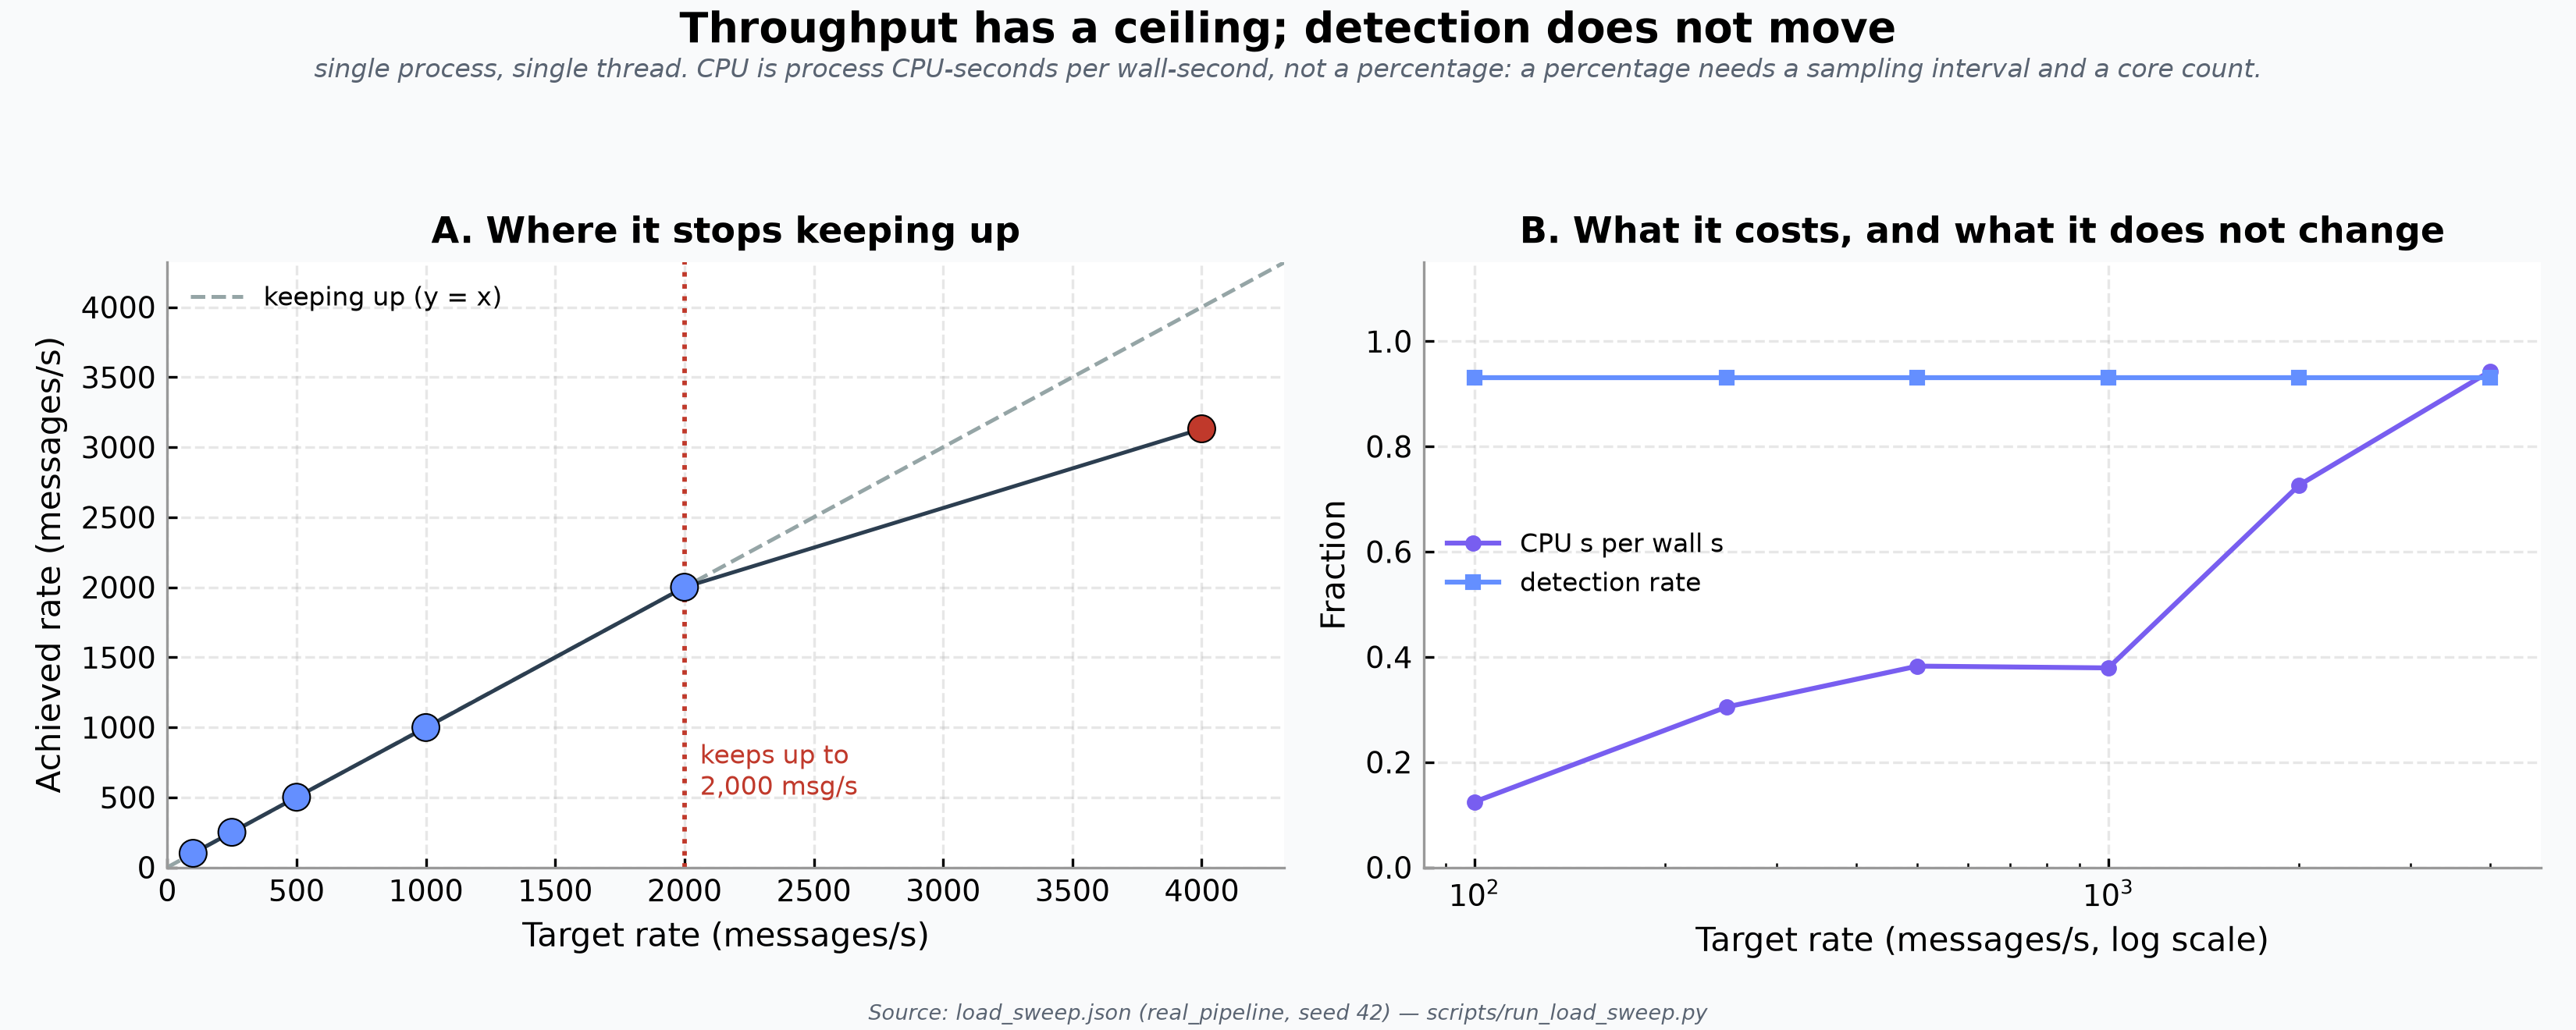 Throughput has a ceiling; detection does not move
single process, single thread. CPU is process CPU-seconds per wall-second, not a percentage: a percentage needs a sampling interval and a core count.
A. Where it stops keeping up
keeping up (y = x)
4000
3500
3000
2500
2000
1500
1000
500
0
Achieved rate (messages/s)
keeps up to
2,000 msg/s
0 500 1000 1500 2000 2500 3000 3500 4000
Target rate (messages/s)
B. What it costs, and what it does not change
1.0
0.8
0.6
0.4
0.2
0.0
Fraction
CPU s per wall s
detection rate
10² 10³
Target rate (messages/s, log scale)
Source: load_sweep.json (real_pipeline, seed 42) — scripts/run_load_sweep.py